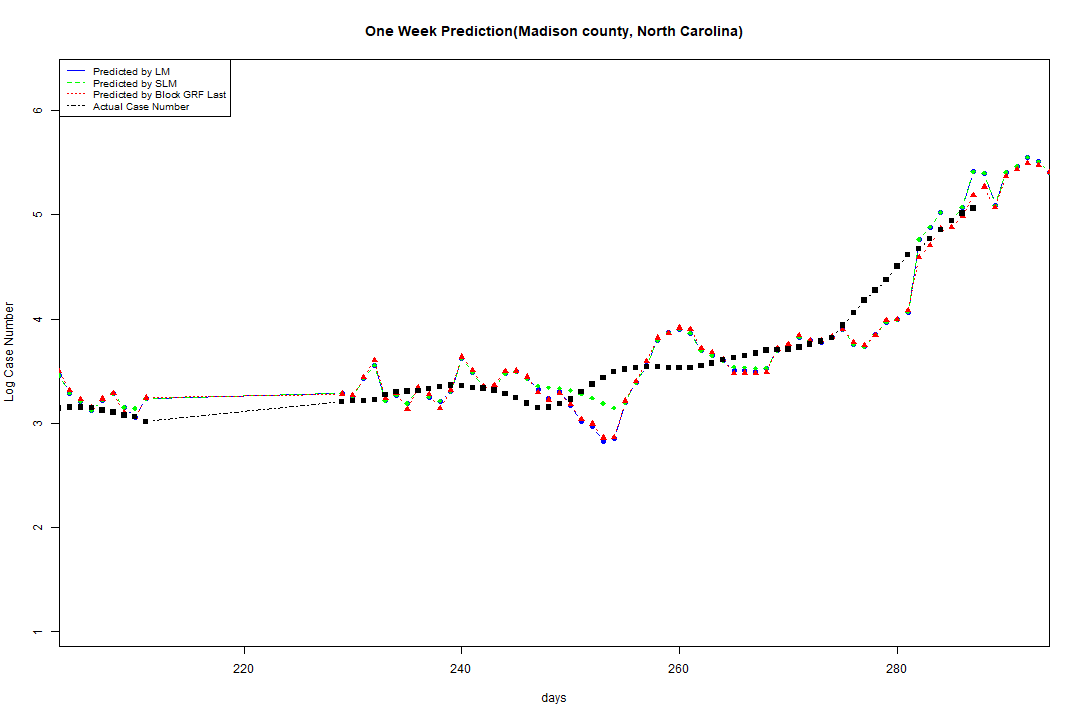 One Week Prediction(Madison county, North Carolina)
Predicted by LM
Predicted by SLM
Predicted by Block GRF Last
Actual Case Number
6
5
4
3
2
1
Log Case Number
220 240 260 280
days